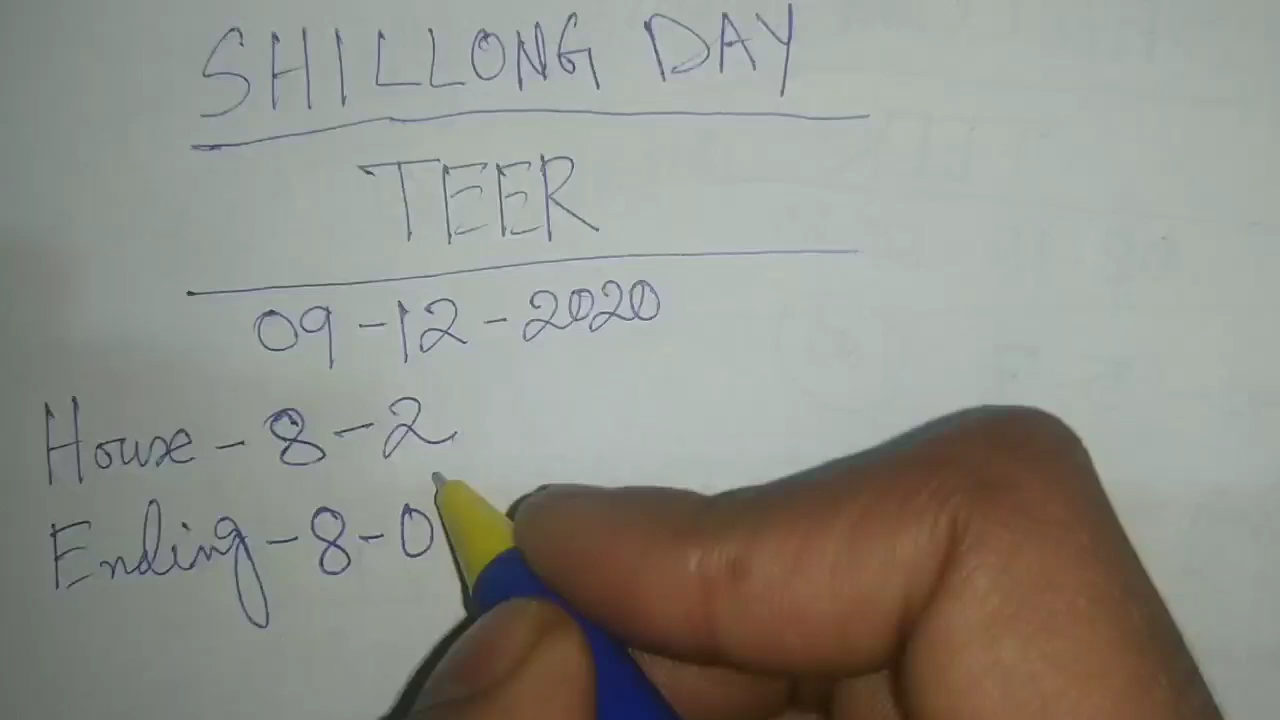 SHILLONG DAY
TEER
09-12-2020
House - 8-2
Ending - 8-0